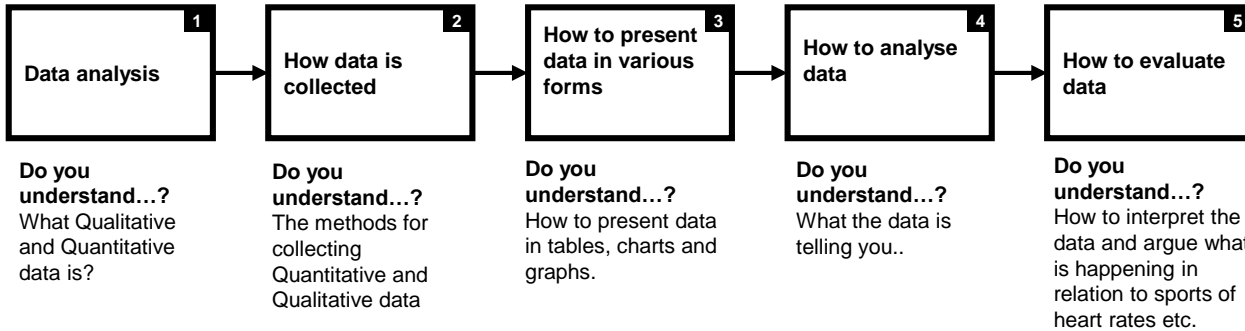 1
Data analysis
2
How data is
collected
3
How to present
data in various
forms
4
How to analyse
data
5
How to evaluate
data
Do you
understand…?
What Qualitative
and Quantitative
data is?
Do you
understand…?
The methods for
collecting
Quantitative and
Qualitative data
Do you
understand…?
How to present data
in tables, charts and
graphs.
Do you
understand…?
What the data is
telling you..
Do you
understand…?
How to interpret the
data and argue what
is happening in
relation to sports of
heart rates etc.